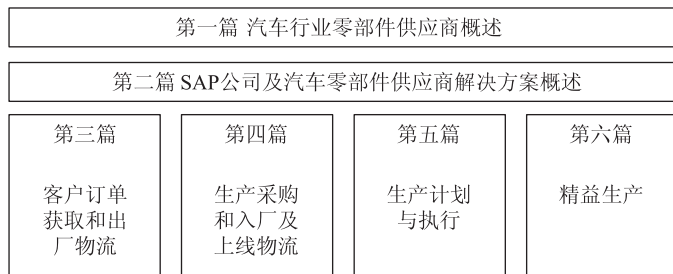 第一篇 汽车行业零部件供应商概述
第二篇 SAP公司及汽车零部件供应商解决方案概述
第三篇
客户订单
获取和出
厂物流
第四篇
生产采购
和入厂及
上线物流
第五篇
生产计划
与执行
第六篇
精益生产